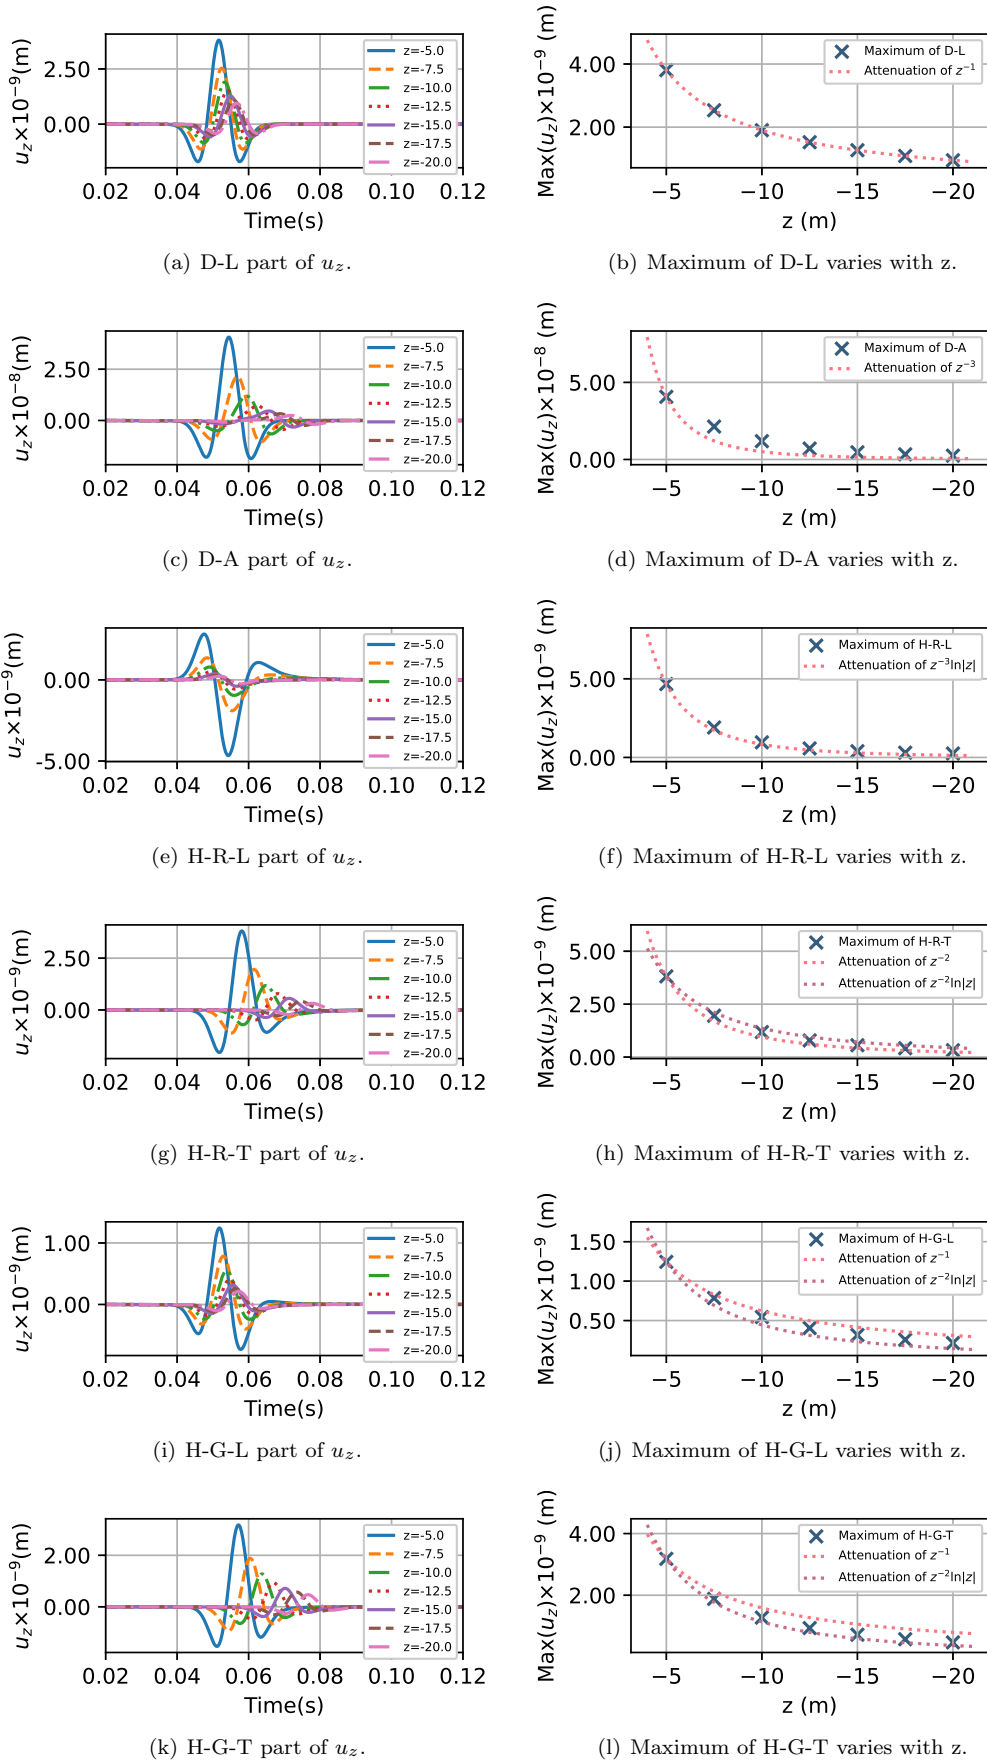 u_z×10⁻⁹(m)
2.50
0.00
z=-5.0
z=-7.5
z=-10.0
z=-12.5
z=-15.0
z=-17.5
z=-20.0
0.02 0.04 0.06 0.08 0.10 0.12
Time(s)
(a) D-L part of u_z.
Max(u_z)×10⁻⁹ (m)
4.00
2.00
Maximum of D-L
Attenuation of z⁻¹
−5 −10 −15 −20
z (m)
(b) Maximum of D-L varies with z.
u_z×10⁻⁸(m)
2.50
0.00
z=-5.0
z=-7.5
z=-10.0
z=-12.5
z=-15.0
z=-17.5
z=-20.0
0.02 0.04 0.06 0.08 0.10 0.12
Time(s)
(c) D-A part of u_z.
Max(u_z)×10⁻⁸ (m)
5.00
0.00
Maximum of D-A
Attenuation of z⁻³
−5 −10 −15 −20
z (m)
(d) Maximum of D-A varies with z.
u_z×10⁻⁹(m)
0.00
-5.00
z=-5.0
z=-7.5
z=-10.0
z=-12.5
z=-15.0
z=-17.5
z=-20.0
0.02 0.04 0.06 0.08 0.10 0.12
Time(s)
(e) H-R-L part of u_z.
Max(u_z)×10⁻⁹ (m)
5.00
0.00
Maximum of H-R-L
Attenuation of z⁻³ln|z|
−5 −10 −15 −20
z (m)
(f) Maximum of H-R-L varies with z.
u_z×10⁻⁹(m)
2.50
0.00
z=-5.0
z=-7.5
z=-10.0
z=-12.5
z=-15.0
z=-17.5
z=-20.0
0.02 0.04 0.06 0.08 0.10 0.12
Time(s)
(g) H-R-T part of u_z.
Max(u_z)×10⁻⁹ (m)
5.00
2.50
0.00
Maximum of H-R-T
Attenuation of z⁻²
Attenuation of z⁻²ln|z|
−5 −10 −15 −20
z (m)
(h) Maximum of H-R-T varies with z.
u_z×10⁻⁹(m)
1.00
0.00
z=-5.0
z=-7.5
z=-10.0
z=-12.5
z=-15.0
z=-17.5
z=-20.0
0.02 0.04 0.06 0.08 0.10 0.12
Time(s)
(i) H-G-L part of u_z.
Max(u_z)×10⁻⁹ (m)
1.50
1.00
0.50
Maximum of H-G-L
Attenuation of z⁻¹
Attenuation of z⁻²ln|z|
−5 −10 −15 −20
z (m)
(j) Maximum of H-G-L varies with z.
u_z×10⁻⁹(m)
2.00
0.00
z=-5.0
z=-7.5
z=-10.0
z=-12.5
z=-15.0
z=-17.5
z=-20.0
0.02 0.04 0.06 0.08 0.10 0.12
Time(s)
(k) H-G-T part of u_z.
Max(u_z)×10⁻⁹ (m)
4.00
2.00
Maximum of H-G-T
Attenuation of z⁻¹
Attenuation of z⁻²ln|z|
−5 −10 −15 −20
z (m)
(l) Maximum of H-G-T varies with z.